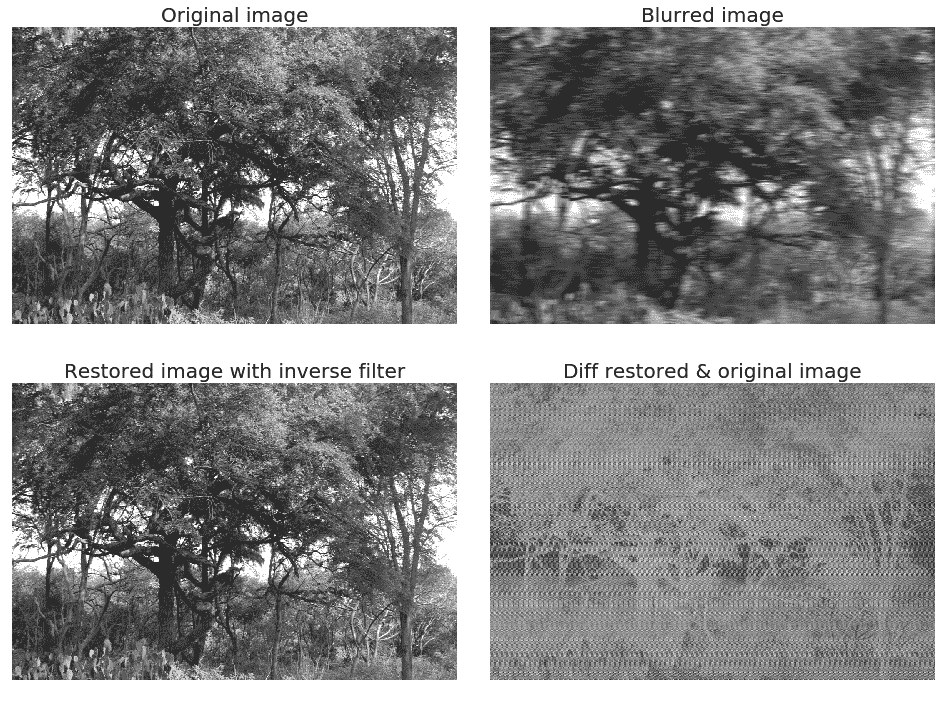 Original image
Blurred image
Restored image with inverse filter
Diff restored & original image